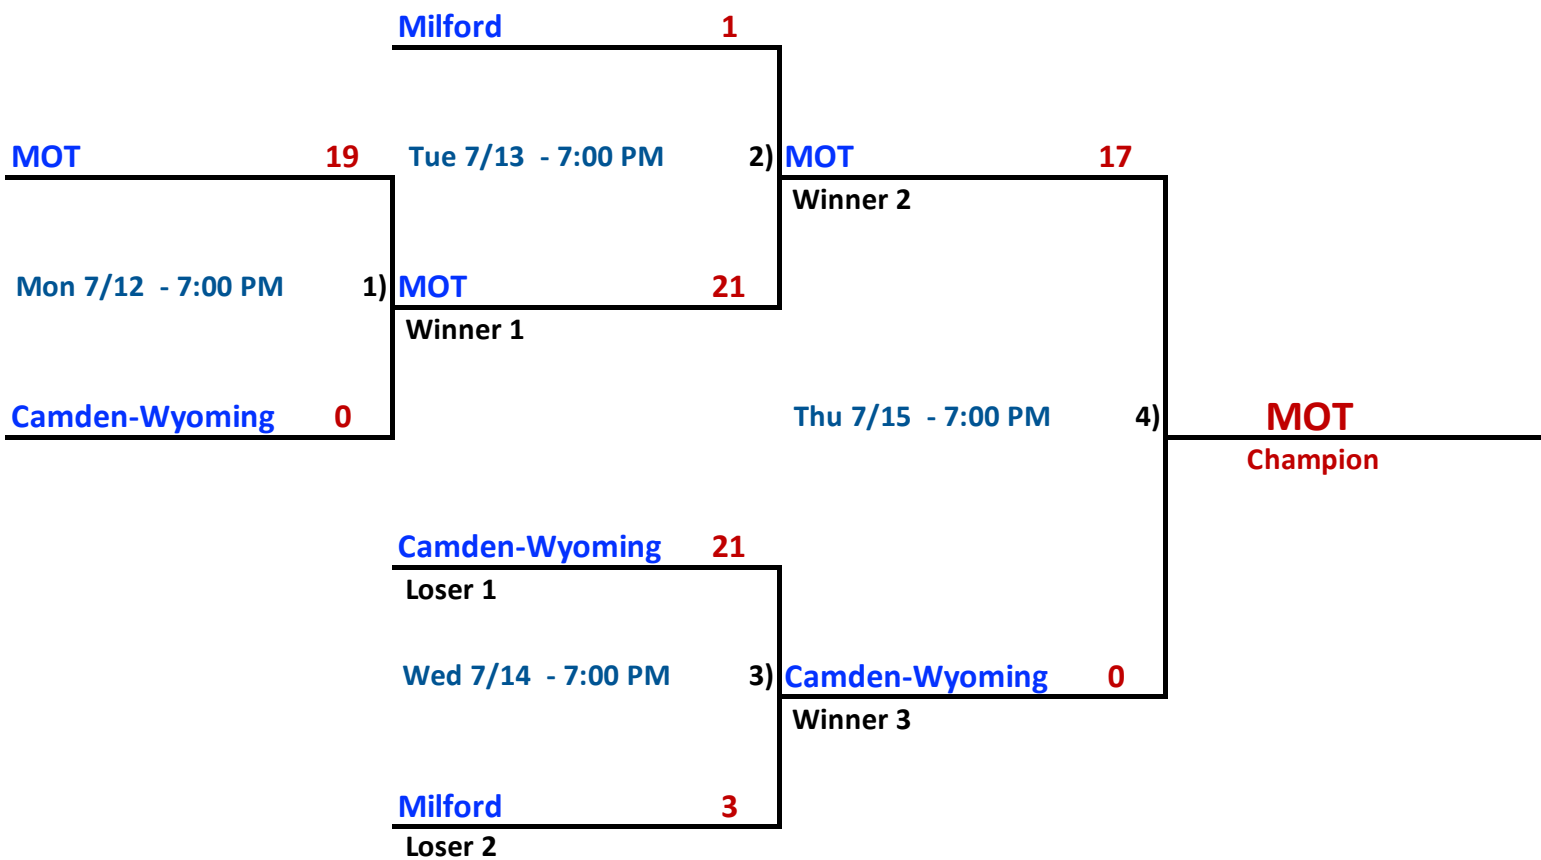 Milford 1
MOT 19 Tue 7/13 - 7:00 PM 2) MOT 17
Winner 2
Mon 7/12 - 7:00 PM 1) MOT 21
Winner 1
Camden-Wyoming 0 Thu 7/15 - 7:00 PM 4) MOT
Champion
Camden-Wyoming 21
Loser 1
Wed 7/14 - 7:00 PM 3) Camden-Wyoming 0
Winner 3
Milford 3
Loser 2